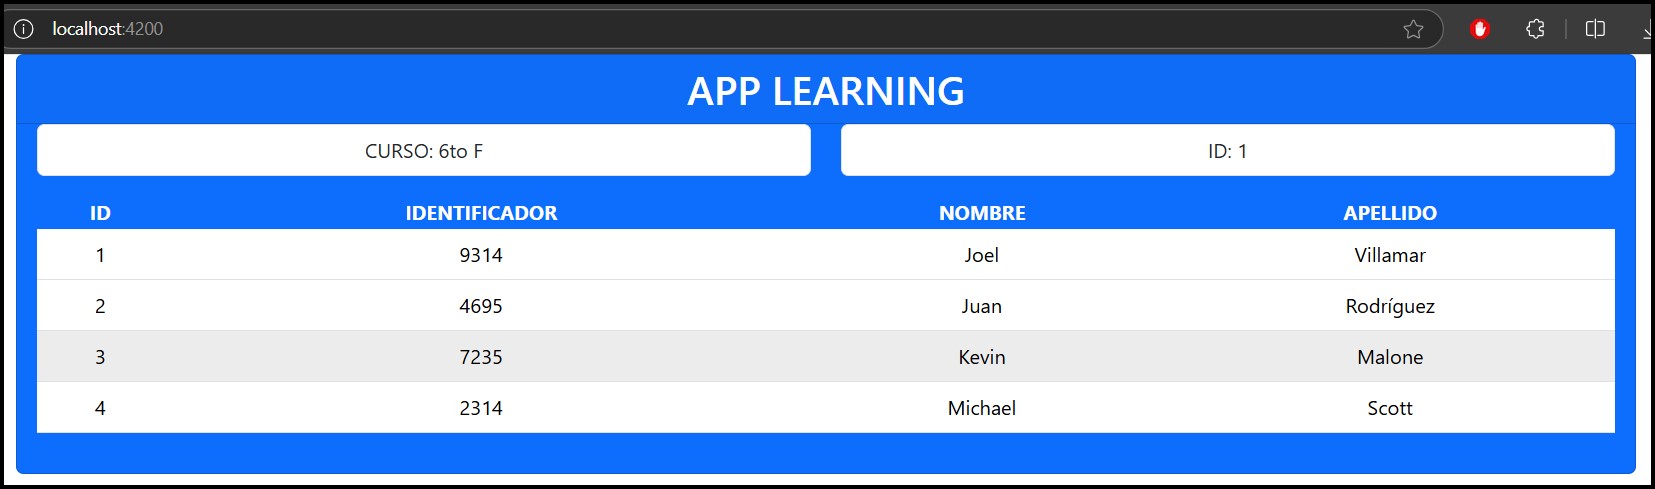 localhost:4200
APP LEARNING
CURSO: 6to F ID: 1
ID IDENTIFICADOR NOMBRE APELLIDO
1 9314 Joel Villamar
2 4695 Juan Rodríguez
3 7235 Kevin Malone
4 2314 Michael Scott